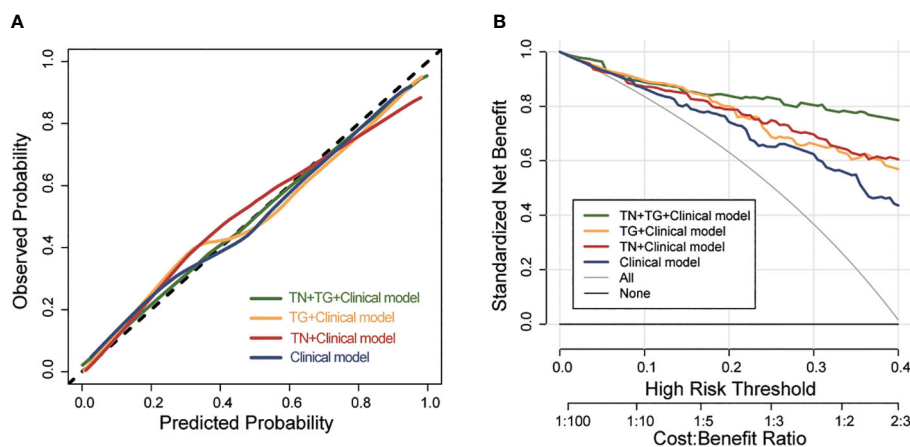 A
Observed Probability
1.0
0.8
0.6
0.4
0.2
0.0
TN+TG+Clinical model
TG+Clinical model
TN+Clinical model
Clinical model
0.0 0.2 0.4 0.6 0.8 1.0
Predicted Probability
B
Standardized Net Benefit
1.0
0.8
0.6
0.4
0.2
0.0
TN+TG+Clinical model
TG+Clinical model
TN+Clinical model
Clinical model
All
None
0.0 0.1 0.2 0.3 0.4
High Risk Threshold
1:100 1:10 1:5 1:3 1:2 2:3
Cost:Benefit Ratio